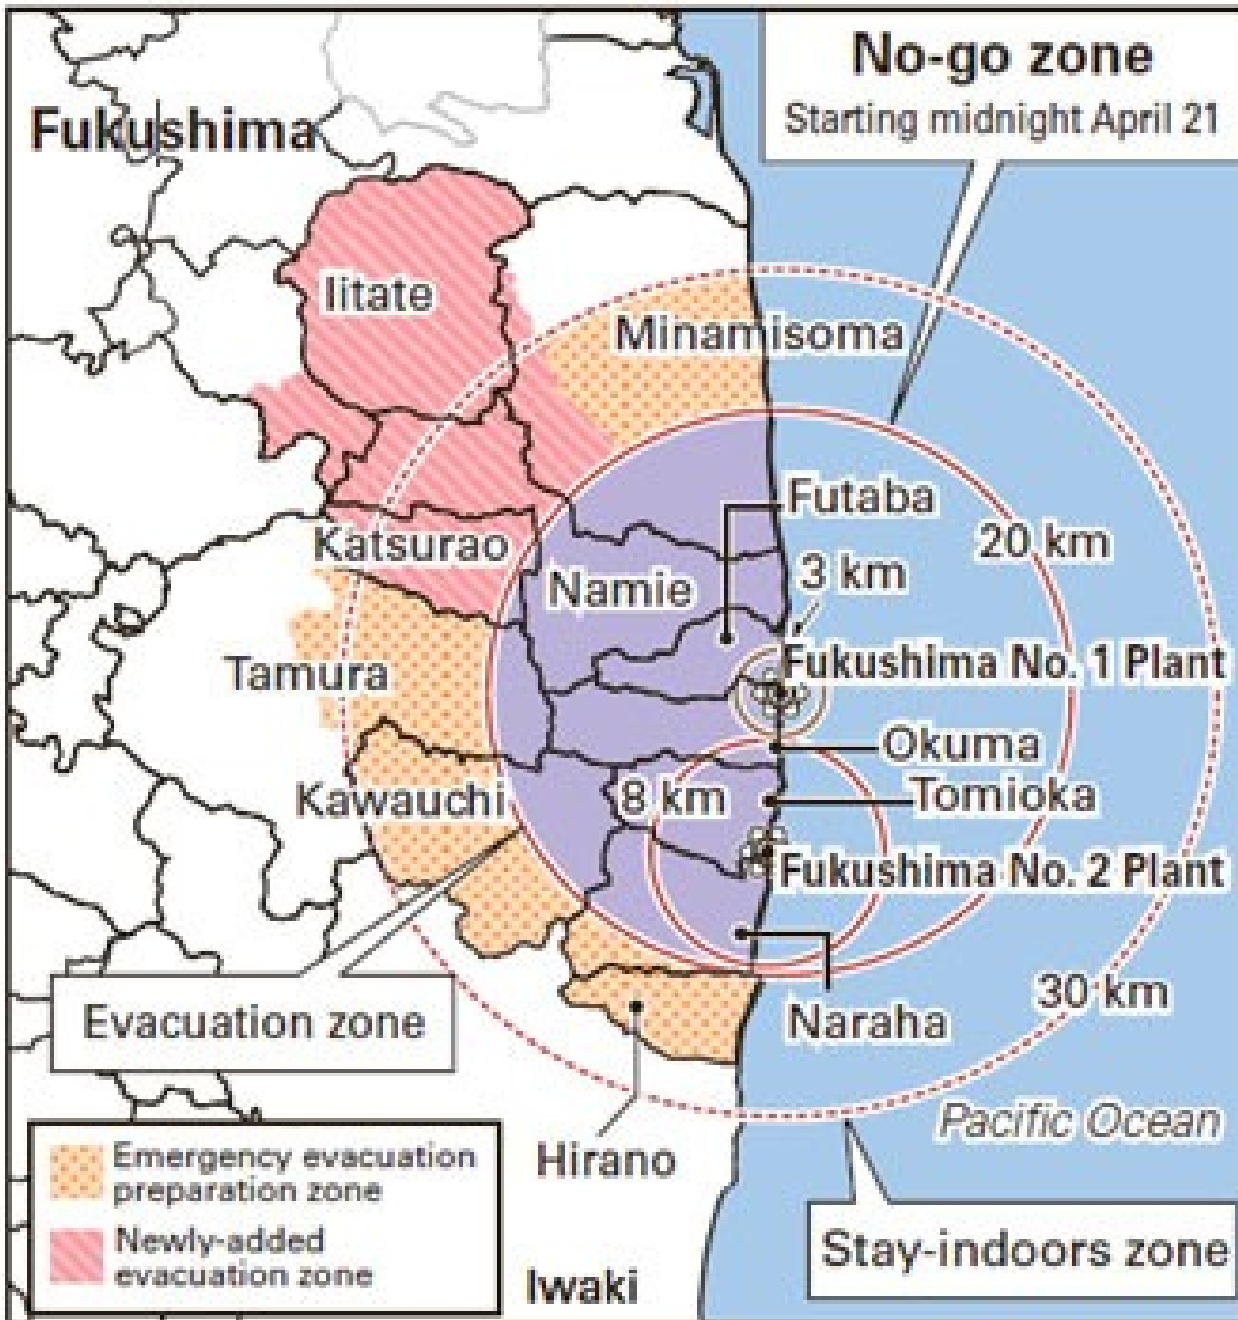 No-go zone
Starting midnight April 21
Fukushima
Iitate
Minamisoma
Futaba
20 km
Katsurao
3 km
Namie
Fukushima No. 1 Plant
Tamura
Okuma
Kawauchi
8 km
Tomioka
Fukushima No. 2 Plant
Evacuation zone
30 km
Naraha
Pacific Ocean
Emergency evacuation
preparation zone
Hirano
Newly-added
evacuation zone
Stay-indoors zone
Iwaki